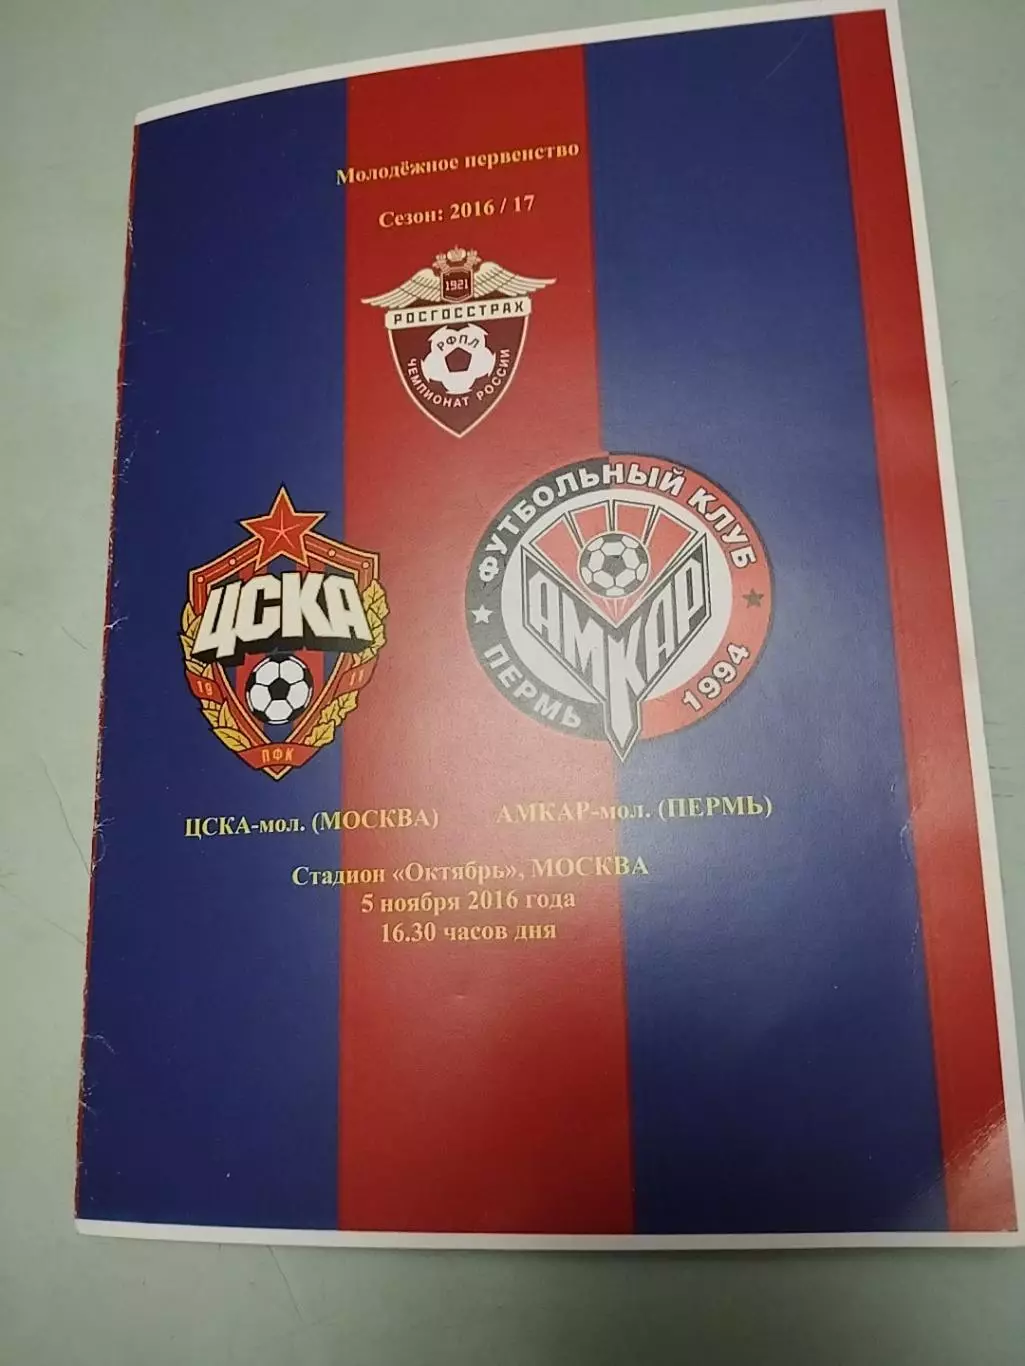 Молодёжное первенство
Сезон: 2016 / 17
1921
РОСГОССТРАХ
РФПЛ
ЧЕМПИОНАТ РОССИИ
ЦСКА
19 11
ПФК
ФУТБОЛЬНЫЙ КЛУБ
АМКАР
ПЕРМЬ
1994
ЦСКА-мол. (МОСКВА) АМКАР-мол. (ПЕРМЬ)
Стадион «Октябрь», МОСКВА
5 ноября 2016 года
16.30 часов дня